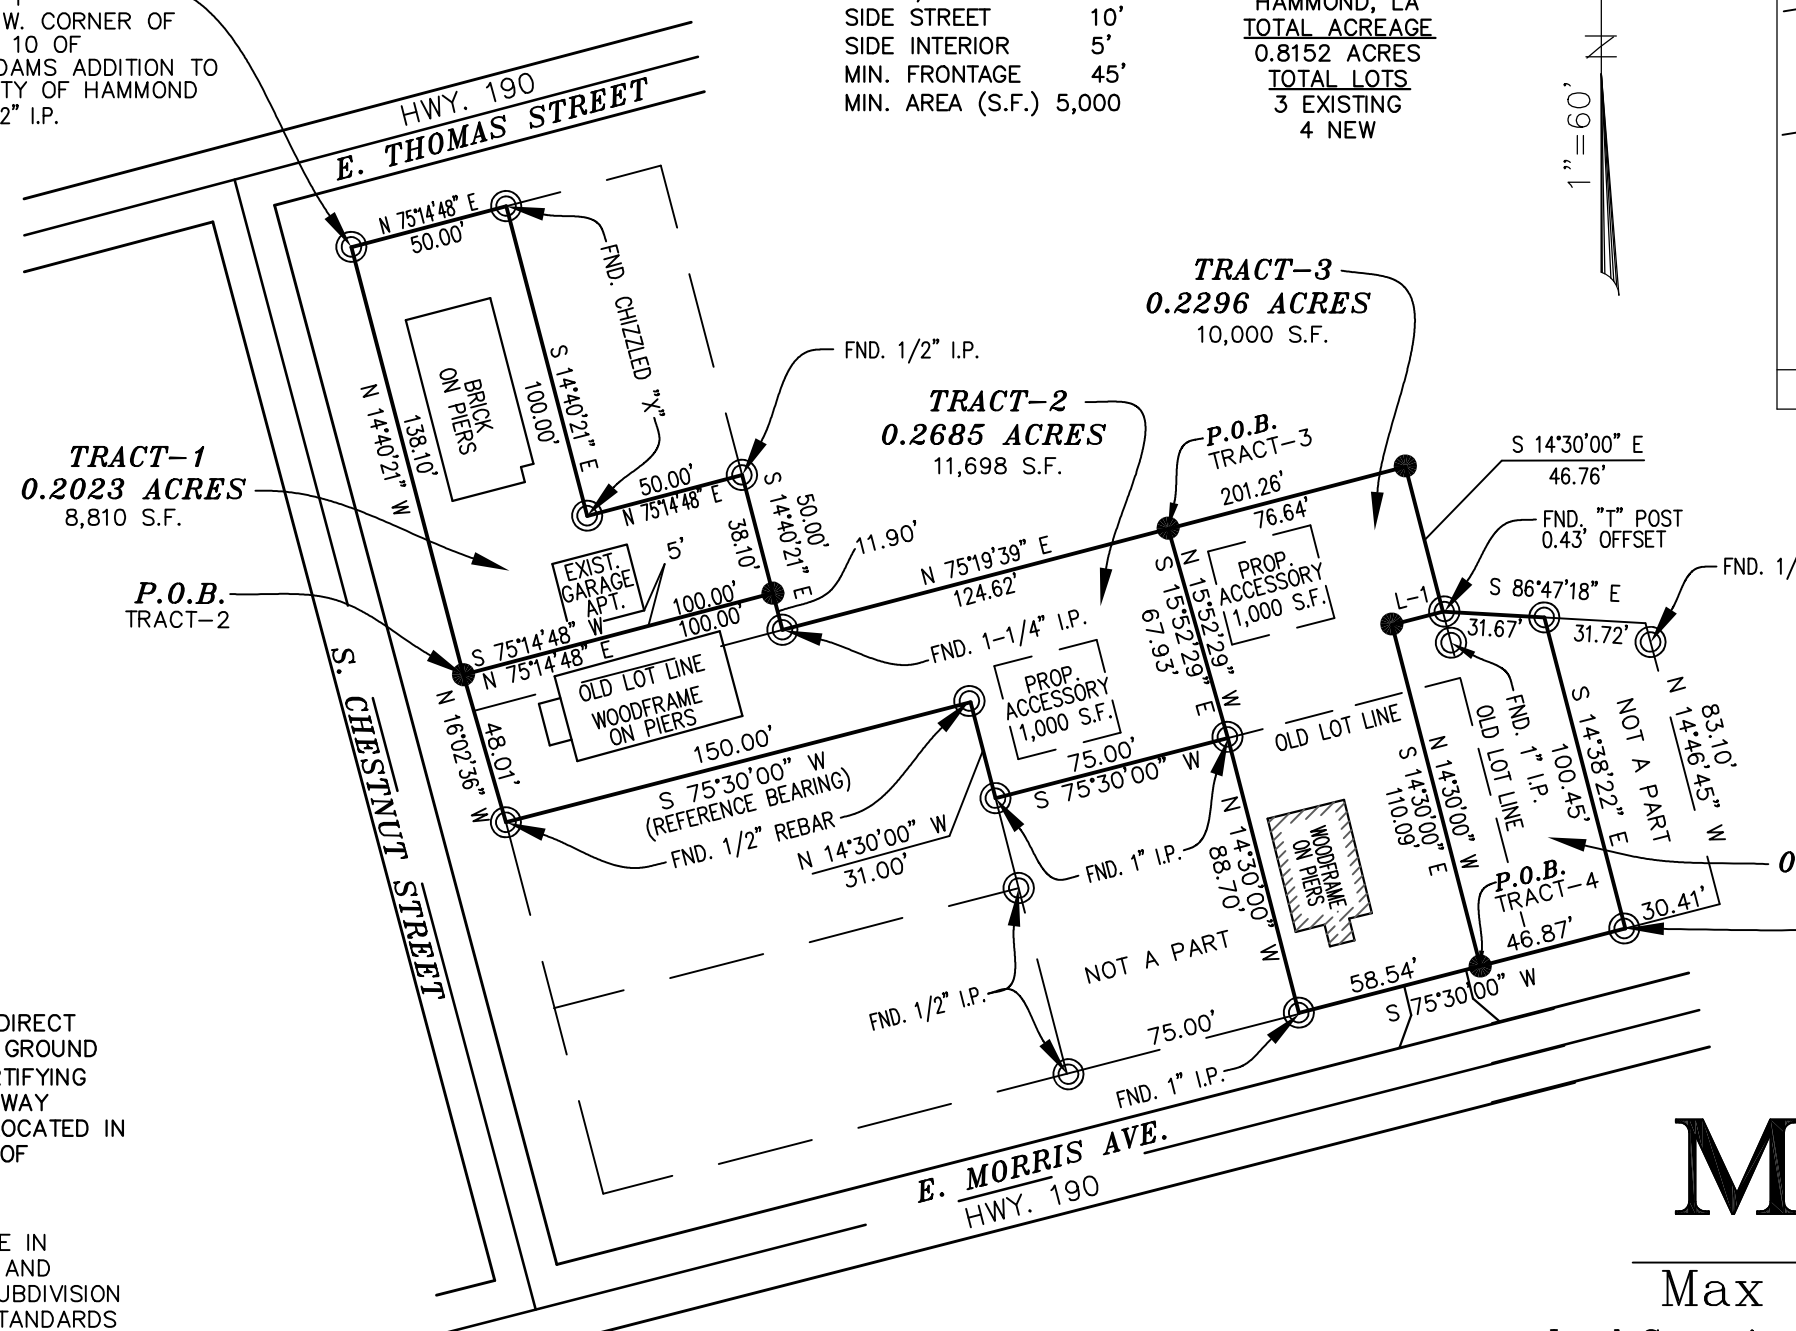 W. CORNER OF
10 OF
DAMS ADDITION TO
TY OF HAMMOND
2" I.P.
SIDE STREET 10'
SIDE INTERIOR 5'
MIN. FRONTAGE 45'
MIN. AREA (S.F.) 5,000
HAMMOND, LA
TOTAL ACREAGE
0.8152 ACRES
TOTAL LOTS
3 EXISTING
4 NEW
N
1"=60'
HWY. 190
E. THOMAS STREET
N 75°14'48" E
50.00'
FND. CHIZZLED "X"
S 14°40'21" E
100.00'
BRICK
ON PIERS
N 14°40'21" W
138.10'
TRACT-1
0.2023 ACRES
8,810 S.F.
P.O.B.
TRACT-2
FND. 1/2" I.P.
50.00'
N 75°14'48" E
S 14°40'21" E
50.00'
38.10'
11.90'
EXIST.
GARAGE
APT.
5'
S 75°14'48" W
100.00'
N 75°14'48" E
100.00'
OLD LOT LINE
WOODFRAME
ON PIERS
N 16°02'36" W
48.01'
TRACT-2
0.2685 ACRES
11,698 S.F.
TRACT-3
0.2296 ACRES
10,000 S.F.
P.O.B.
TRACT-3
N 75°19'39" E
124.62'
201.26'
76.64'
FND. 1-1/4" I.P.
PROP.
ACCESSORY
1,000 S.F.
PROP.
ACCESSORY
1,000 S.F.
N 15°52'29" W
S 15°52'29" E
67.93'
S 14°30'00" E
46.76'
FND. "T" POST
0.43' OFFSET
L-1
S 86°47'18" E
31.67'
31.72'
FND. 1/
150.00'
S 75°30'00" W
(REFERENCE BEARING)
FND. 1/2" REBAR
N 14°30'00" W
31.00'
75.00'
S 75°30'00" W
FND. 1" I.P.
OLD LOT LINE
OLD LOT LINE
FND. 1" I.P.
N 14°30'00" W
88.70'
WOODFRAME
ON PIERS
N 14°30'00" W
S 14°30'00" E
110.09'
S 14°38'22" E
100.45'
NOT A PART
83.10'
N 14°46'45" W
P.O.B.
TRACT-4
0
46.87'
30.41'
58.54'
S 75°30'00" W
NOT A PART
FND. 1/2" I.P.
75.00'
FND. 1" I.P.
S. CHESTNUT STREET
E. MORRIS AVE.
HWY. 190
DIRECT
GROUND
RTIFYING
WAY
OCATED IN
OF
E IN
AND
UBDIVISION
TANDARDS
M
Max